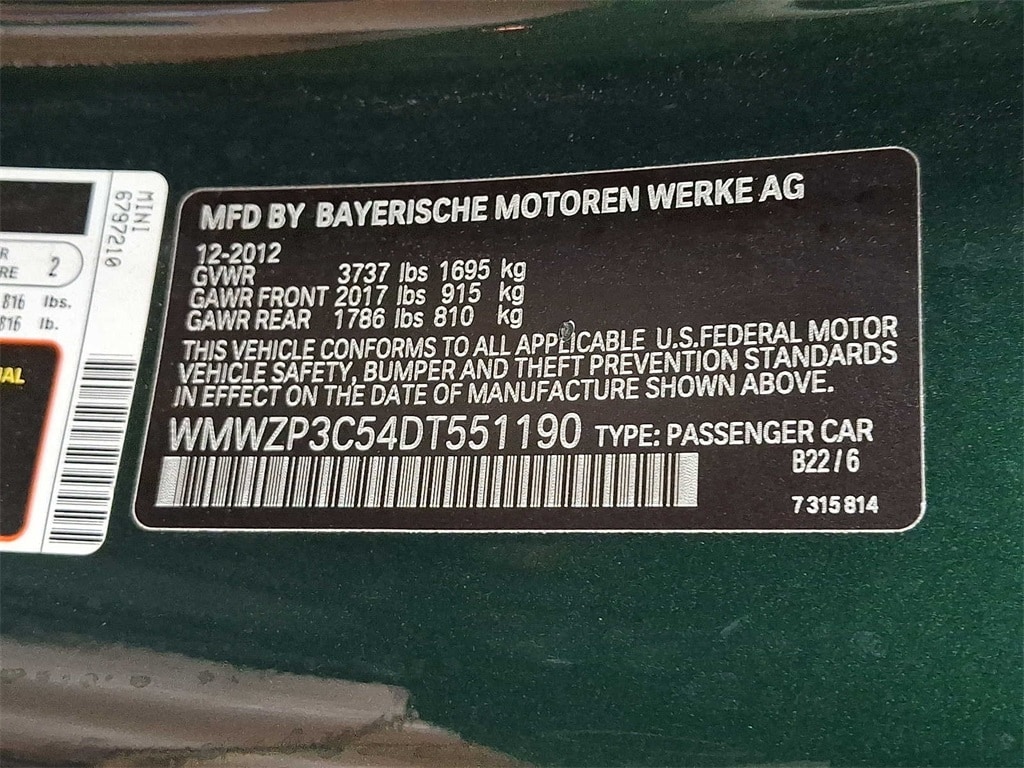 MFD BY BAYERISCHE MOTOREN WERKE AG
12-2012
GVWR 3737 lbs 1695 kg
GAWR FRONT 2017 lbs 915 kg
GAWR REAR 1786 lbs 810 kg
THIS VEHICLE CONFORMS TO ALL APPLICABLE U.S.FEDERAL MOTOR
VEHICLE SAFETY, BUMPER AND THEFT PREVENTION STANDARDS
IN EFFECT ON THE DATE OF MANUFACTURE SHOWN ABOVE.
WMWZP3C54DT551190 TYPE: PASSENGER CAR
B22/6
7315814
MINI
6797210
2
816 lbs.
816 lb.